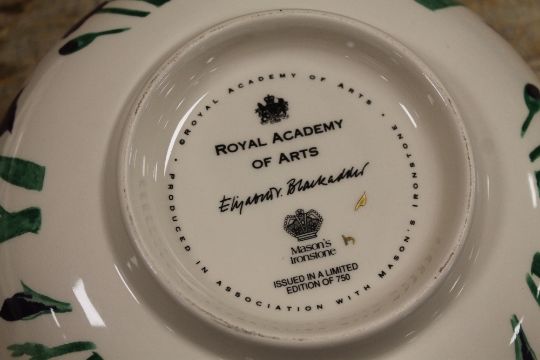 ©ROYAL ACADEMY OF ARTS · PRODUCED IN ASSOCIATION WITH MASON'S IRONSTONE ·
ROYAL ACADEMY
OF ARTS
Elizabeth Blackadder
Mason's
Ironstone
ISSUED IN A LIMITED
EDITION OF 750